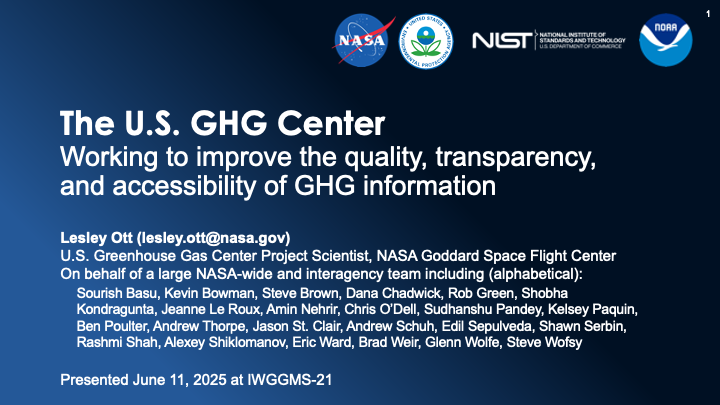 1
NASA
UNITED STATES
ENVIRONMENTAL PROTECTION AGENCY
NIST
NATIONAL INSTITUTE OF
STANDARDS AND TECHNOLOGY
U.S. DEPARTMENT OF COMMERCE
NOAA
The U.S. GHG Center
Working to improve the quality, transparency,
and accessibility of GHG information
Lesley Ott (lesley.ott@nasa.gov)
U.S. Greenhouse Gas Center Project Scientist, NASA Goddard Space Flight Center
On behalf of a large NASA-wide and interagency team including (alphabetical):
Sourish Basu, Kevin Bowman, Steve Brown, Dana Chadwick, Rob Green, Shobha
Kondragunta, Jeanne Le Roux, Amin Nehrir, Chris O'Dell, Sudhanshu Pandey, Kelsey Paquin,
Ben Poulter, Andrew Thorpe, Jason St. Clair, Andrew Schuh, Edil Sepulveda, Shawn Serbin,
Rashmi Shah, Alexey Shiklomanov, Eric Ward, Brad Weir, Glenn Wolfe, Steve Wofsy
Presented June 11, 2025 at IWGGMS-21